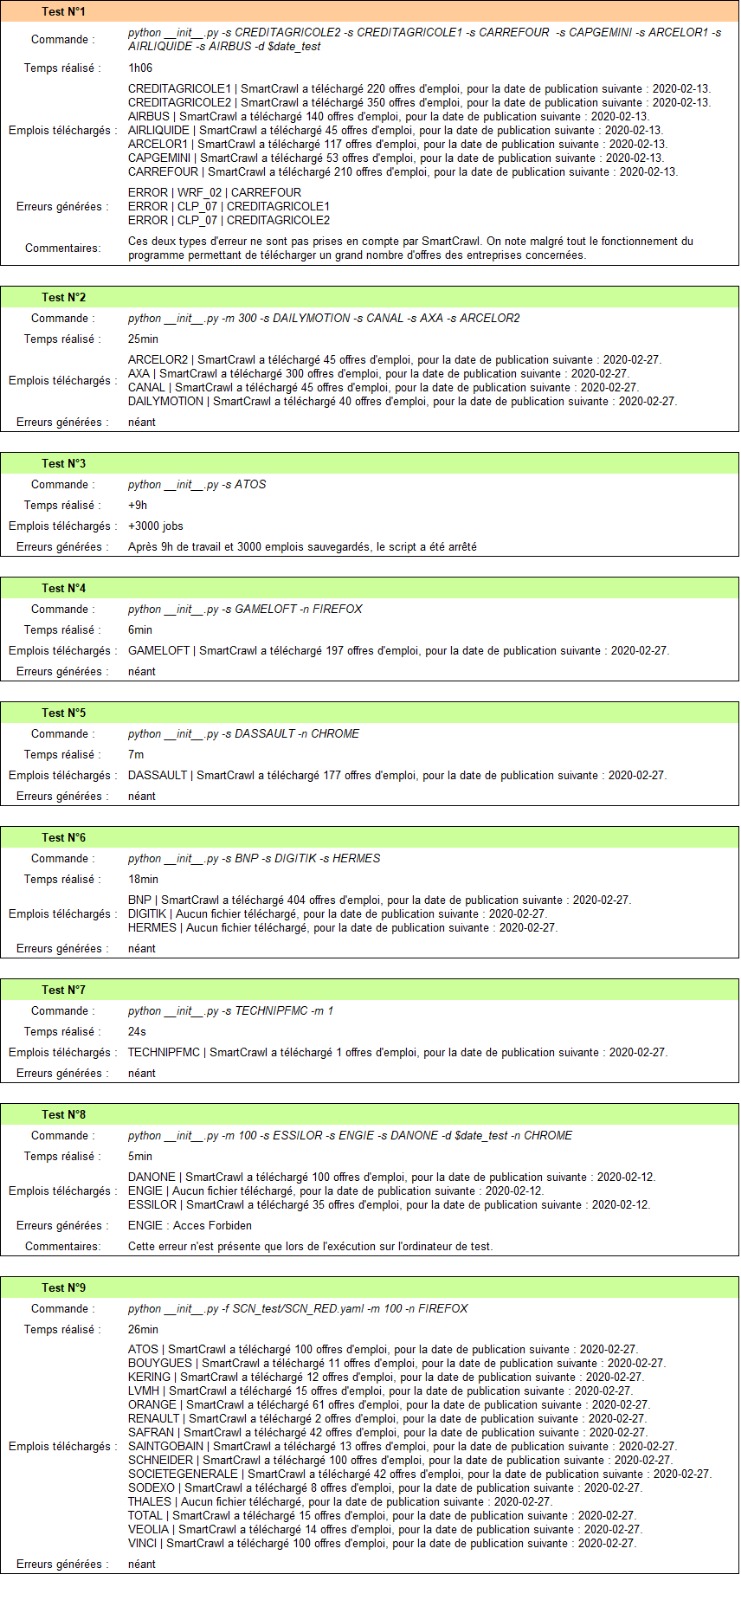 Test N°1
Commande :
python __init__.py -s CREDITAGRICOLE2 -s CREDITAGRICOLE1 -s CARREFOUR -s CAPGEMINI -s ARCELOR1 -s
AIRLIQUIDE -s AIRBUS -d $date_test
Temps réalisé : 1h06
Emplois téléchargés :
CREDITAGRICOLE1 | SmartCrawl a téléchargé 220 offres d'emploi, pour la date de publication suivante : 2020-02-13.
CREDITAGRICOLE2 | SmartCrawl a téléchargé 350 offres d'emploi, pour la date de publication suivante : 2020-02-13.
AIRBUS | SmartCrawl a téléchargé 140 offres d'emploi, pour la date de publication suivante : 2020-02-13.
AIRLIQUIDE | SmartCrawl a téléchargé 45 offres d'emploi, pour la date de publication suivante : 2020-02-13.
ARCELOR1 | SmartCrawl a téléchargé 117 offres d'emploi, pour la date de publication suivante : 2020-02-13.
CAPGEMINI | SmartCrawl a téléchargé 53 offres d'emploi, pour la date de publication suivante : 2020-02-13.
CARREFOUR | SmartCrawl a téléchargé 210 offres d'emploi, pour la date de publication suivante : 2020-02-13.
Erreurs générées :
ERROR | WRF_02 | CARREFOUR
ERROR | CLP_07 | CREDITAGRICOLE1
ERROR | CLP_07 | CREDITAGRICOLE2
Commentaires:
Ces deux types d'erreur ne sont pas prises en compte par SmartCrawl. On note malgré tout le fonctionnement du
programme permettant de télécharger un grand nombre d'offres des entreprises concernées.
Test N°2
Commande : python __init__.py -m 300 -s DAILYMOTION -s CANAL -s AXA -s ARCELOR2
Temps réalisé : 25min
Emplois téléchargés :
ARCELOR2 | SmartCrawl a téléchargé 45 offres d'emploi, pour la date de publication suivante : 2020-02-27.
AXA | SmartCrawl a téléchargé 300 offres d'emploi, pour la date de publication suivante : 2020-02-27.
CANAL | SmartCrawl a téléchargé 45 offres d'emploi, pour la date de publication suivante : 2020-02-27.
DAILYMOTION | SmartCrawl a téléchargé 40 offres d'emploi, pour la date de publication suivante : 2020-02-27.
Erreurs générées : néant
Test N°3
Commande : python __init__.py -s ATOS
Temps réalisé : +9h
Emplois téléchargés : +3000 jobs
Erreurs générées : Après 9h de travail et 3000 emplois sauvegardés, le script a été arrêté
Test N°4
Commande : python __init__.py -s GAMELOFT -n FIREFOX
Temps réalisé : 6min
Emplois téléchargés : GAMELOFT | SmartCrawl a téléchargé 197 offres d'emploi, pour la date de publication suivante : 2020-02-27.
Erreurs générées : néant
Test N°5
Commande : python __init__.py -s DASSAULT -n CHROME
Temps réalisé : 7m
Emplois téléchargés : DASSAULT | SmartCrawl a téléchargé 177 offres d'emploi, pour la date de publication suivante : 2020-02-27.
Erreurs générées : néant
Test N°6
Commande : python __init__.py -s BNP -s DIGITIK -s HERMES
Temps réalisé : 18min
Emplois téléchargés :
BNP | SmartCrawl a téléchargé 404 offres d'emploi, pour la date de publication suivante : 2020-02-27.
DIGITIK | Aucun fichier téléchargé, pour la date de publication suivante : 2020-02-27.
HERMES | Aucun fichier téléchargé, pour la date de publication suivante : 2020-02-27.
Erreurs générées : néant
Test N°7
Commande : python __init__.py -s TECHNIPFMC -m 1
Temps réalisé : 24s
Emplois téléchargés : TECHNIPFMC | SmartCrawl a téléchargé 1 offres d'emploi, pour la date de publication suivante : 2020-02-27.
Erreurs générées : néant
Test N°8
Commande : python __init__.py -m 100 -s ESSILOR -s ENGIE -s DANONE -d $date_test -n CHROME
Temps réalisé : 5min
Emplois téléchargés :
DANONE | SmartCrawl a téléchargé 100 offres d'emploi, pour la date de publication suivante : 2020-02-12.
ENGIE | Aucun fichier téléchargé, pour la date de publication suivante : 2020-02-12.
ESSILOR | SmartCrawl a téléchargé 35 offres d'emploi, pour la date de publication suivante : 2020-02-12.
Erreurs générées : ENGIE : Acces Forbiden
Commentaires: Cette erreur n'est présente que lors de l'exécution sur l'ordinateur de test.
Test N°9
Commande : python __init__.py -f SCN_test/SCN_RED.yaml -m 100 -n FIREFOX
Temps réalisé : 26min
Emplois téléchargés :
ATOS | SmartCrawl a téléchargé 100 offres d'emploi, pour la date de publication suivante : 2020-02-27.
BOUYGUES | SmartCrawl a téléchargé 11 offres d'emploi, pour la date de publication suivante : 2020-02-27.
KERING | SmartCrawl a téléchargé 12 offres d'emploi, pour la date de publication suivante : 2020-02-27.
LVMH | SmartCrawl a téléchargé 15 offres d'emploi, pour la date de publication suivante : 2020-02-27.
ORANGE | SmartCrawl a téléchargé 61 offres d'emploi, pour la date de publication suivante : 2020-02-27.
RENAULT | SmartCrawl a téléchargé 2 offres d'emploi, pour la date de publication suivante : 2020-02-27.
SAFRAN | SmartCrawl a téléchargé 42 offres d'emploi, pour la date de publication suivante : 2020-02-27.
SAINTGOBAIN | SmartCrawl a téléchargé 13 offres d'emploi, pour la date de publication suivante : 2020-02-27.
SCHNEIDER | SmartCrawl a téléchargé 100 offres d'emploi, pour la date de publication suivante : 2020-02-27.
SOCIETEGENERALE | SmartCrawl a téléchargé 42 offres d'emploi, pour la date de publication suivante : 2020-02-27.
SODEXO | SmartCrawl a téléchargé 8 offres d'emploi, pour la date de publication suivante : 2020-02-27.
THALES | Aucun fichier téléchargé, pour la date de publication suivante : 2020-02-27.
TOTAL | SmartCrawl a téléchargé 15 offres d'emploi, pour la date de publication suivante : 2020-02-27.
VEOLIA | SmartCrawl a téléchargé 14 offres d'emploi, pour la date de publication suivante : 2020-02-27.
VINCI | SmartCrawl a téléchargé 100 offres d'emploi, pour la date de publication suivante : 2020-02-27.
Erreurs générées : néant